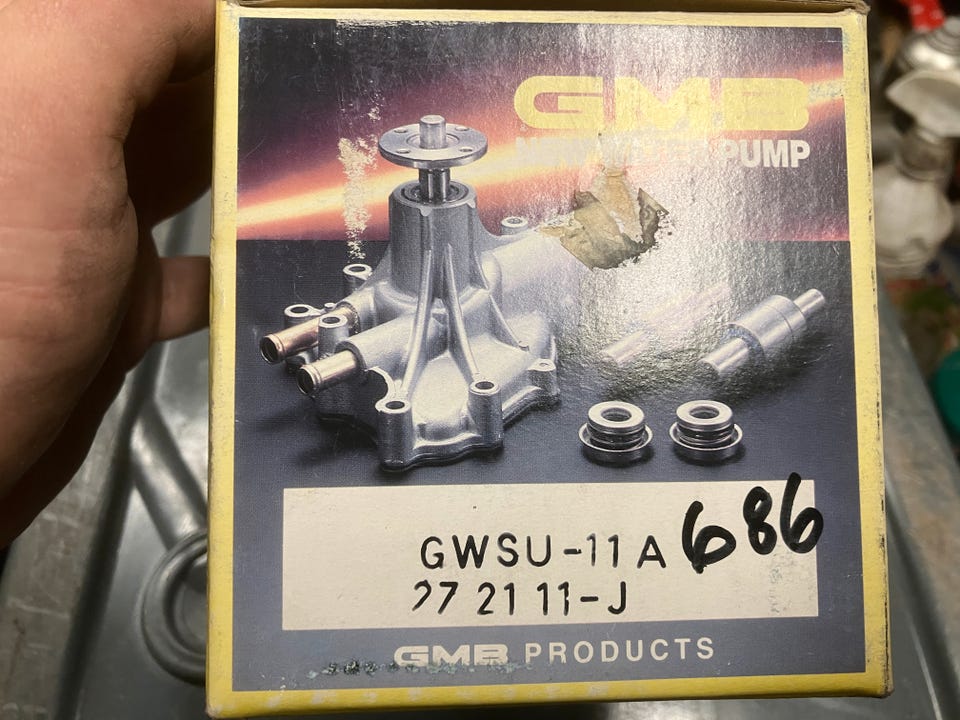 GMB
PUMP
GWSU-11A 686
27 21 11-J
GMB PRODUCTS